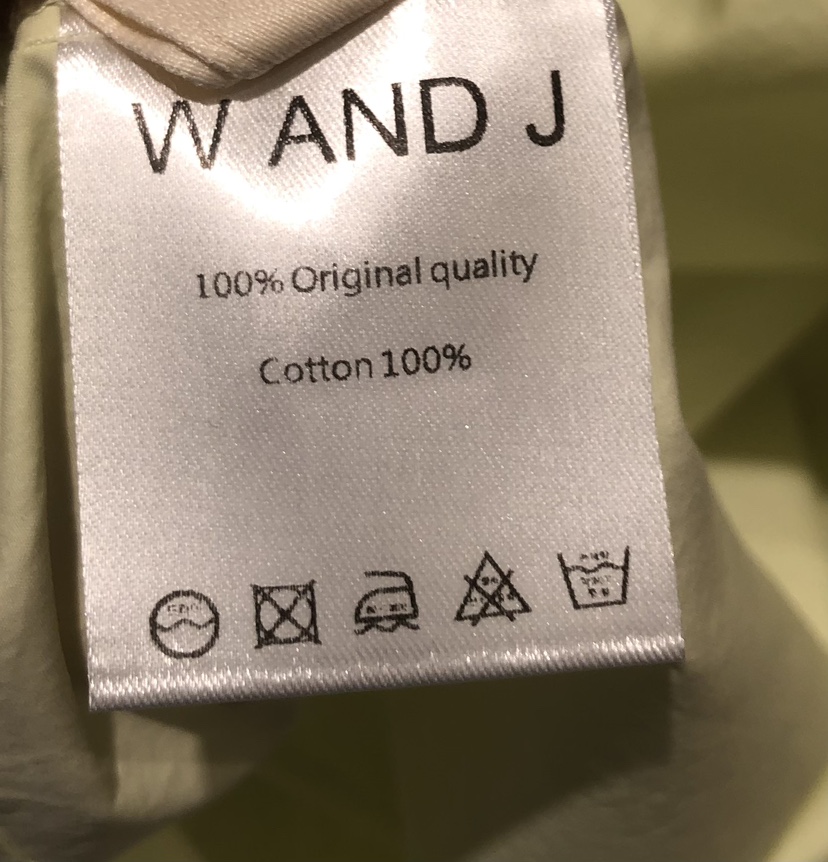 W AND J
100% Original quality
Cotton 100%